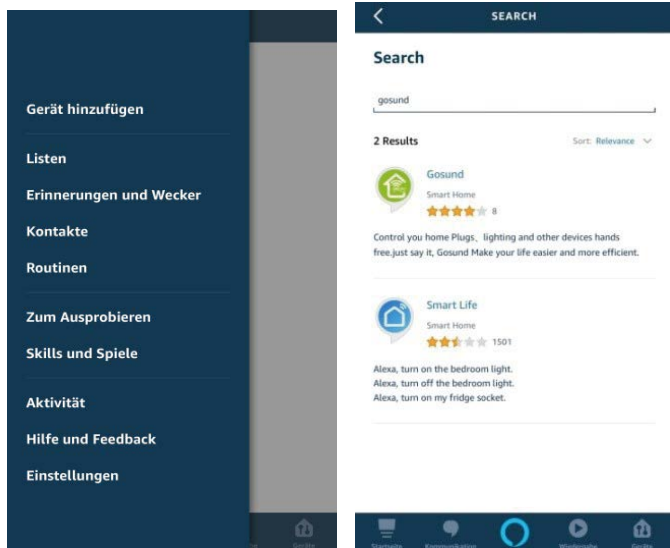 Gerät hinzufügen
Listen
Erinnerungen und Wecker
Kontakte
Routinen
Zum Ausprobieren
Skills und Spiele
Aktivität
Hilfe und Feedback
Einstellungen
Geräte
SEARCH
Search
gosund
2 Results Sort: Relevance
Gosund
Smart Home
8
Control you home Plugs、lighting and other devices hands
free.just say it, Gosund Make your life easier and more efficient.
Smart Life
Smart Home
1501
Alexa, turn on the bedroom light.
Alexa, turn off the bedroom light.
Alexa, turn on my fridge socket.
Startseite Kommunikation Wiedergabe Geräte